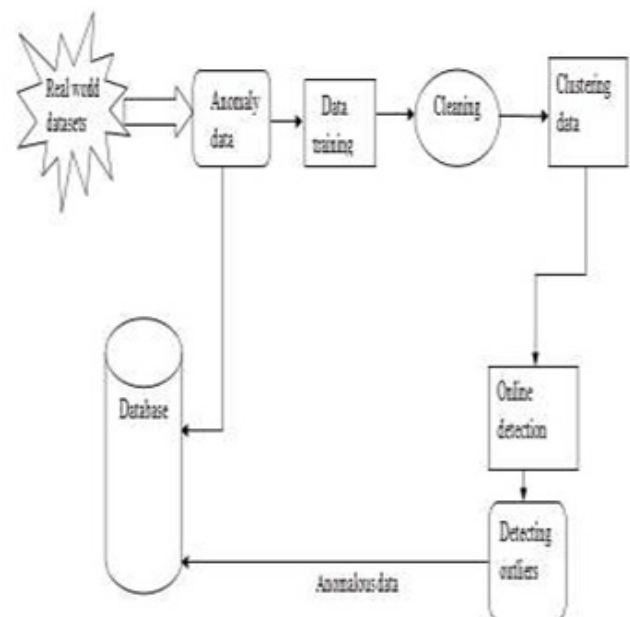 Real world
datasets
Anomaly
data
Data
training
Cleaning
Clustering
data
Online
detection
Database
Detecting
outliers
Anomalous data